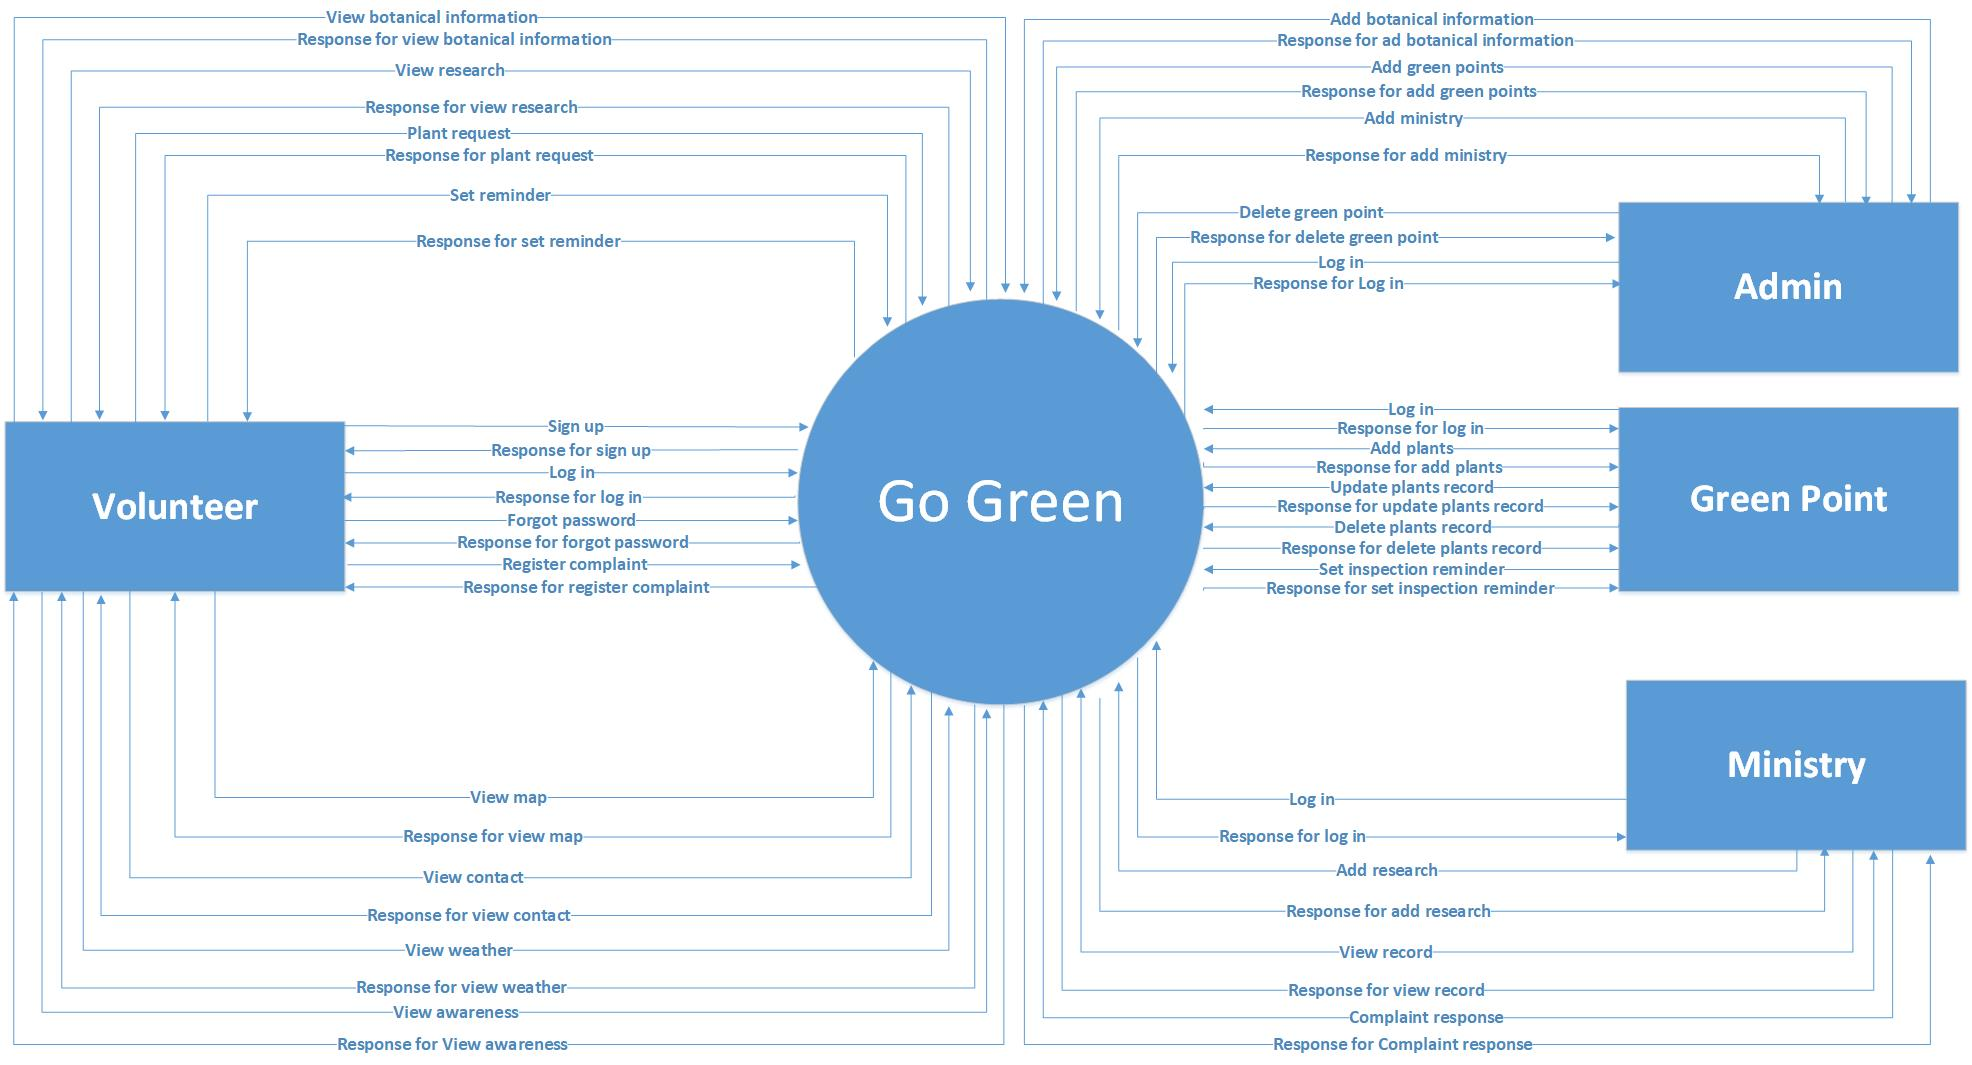 View botanical information
Response for view botanical information
View research
Response for view research
Plant request
Response for plant request
Set reminder
Response for set reminder
Add botanical information
Response for ad botanical information
Add green points
Response for add green points
Add ministry
Response for add ministry
Delete green point
Response for delete green point
Log in
Response for Log in
Admin
Volunteer
Sign up
Response for sign up
Log in
Response for log in
Forgot password
Response for forgot password
Register complaint
Response for register complaint
Go Green
Log in
Response for log in
Add plants
Response for add plants
Update plants record
Response for update plants record
Delete plants record
Response for delete plants record
Set inspection reminder
Response for set inspection reminder
Green Point
View map
Response for view map
View contact
Response for view contact
View weather
Response for view weather
View awareness
Response for View awareness
Ministry
Log in
Response for log in
Add research
Response for add research
View record
Response for view record
Complaint response
Response for Complaint response